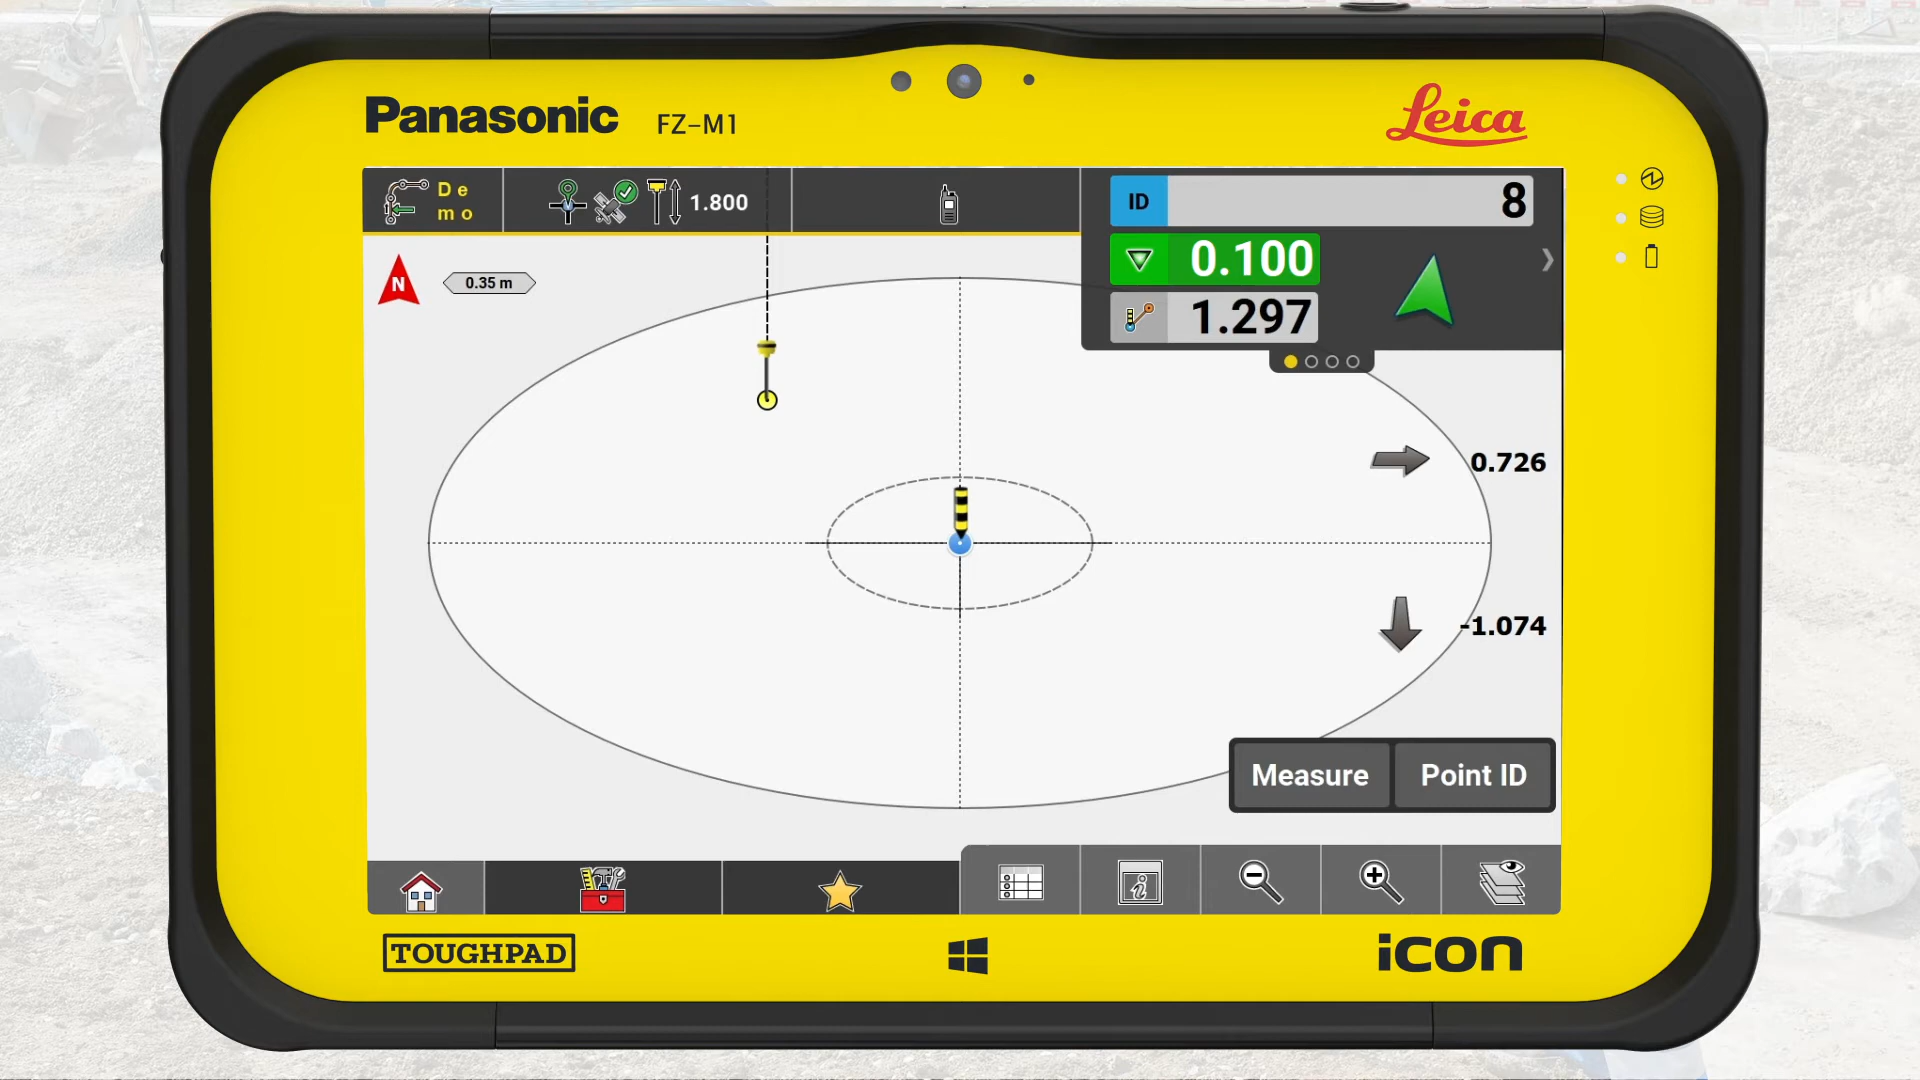 Panasonic FZ-M1
Leica
De
mo
1.800
ID 8
0.100
1.297
N
0.35 m
0.726
-1.074
Measure Point ID
TOUGHPAD
icon